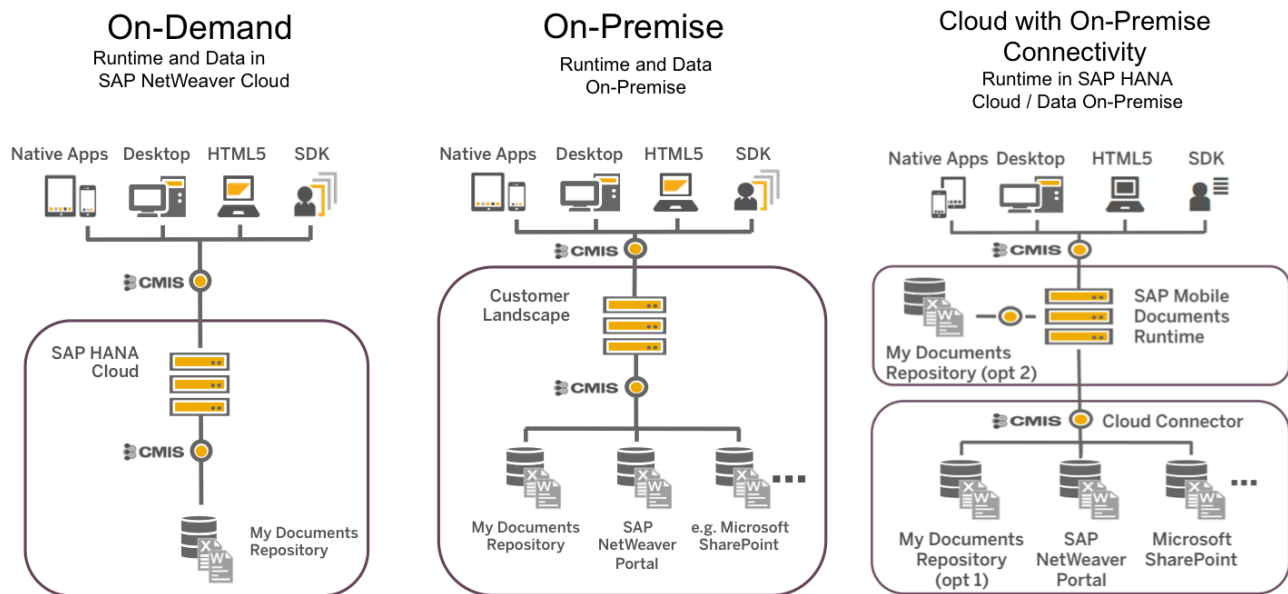 On-Demand
Runtime and Data in
SAP NetWeaver Cloud
Native Apps Desktop HTML5 SDK
CMIS
SAP HANA
Cloud
CMIS
X W
My Documents
Repository
On-Premise
Runtime and Data
On-Premise
Native Apps Desktop HTML5 SDK
CMIS
Customer
Landscape
CMIS
X W
X W
X W
My Documents
Repository
SAP
NetWeaver
Portal
e.g. Microsoft
SharePoint
Cloud with On-Premise
Connectivity
Runtime in SAP HANA
Cloud / Data On-Premise
Native Apps Desktop HTML5 SDK
CMIS
X W
My Documents
Repository (opt 2)
SAP Mobile
Documents
Runtime
CMIS Cloud Connector
X W
X W
X W
My Documents
Repository
(opt 1)
SAP
NetWeaver
Portal
Microsoft
SharePoint